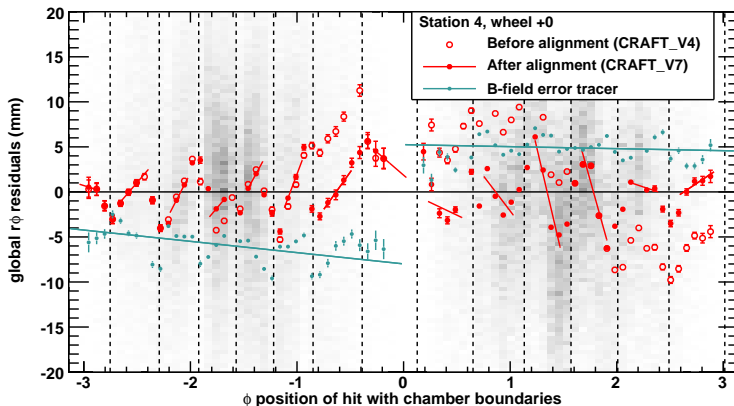 Station 4, wheel +0
Before alignment (CRAFT_V4)
After alignment (CRAFT_V7)
B-field error tracer
global rϕ residuals (mm)
20
15
10
5
0
-5
-10
-15
-20
-3
-2
-1
0
1
2
3
ϕ position of hit with chamber boundaries